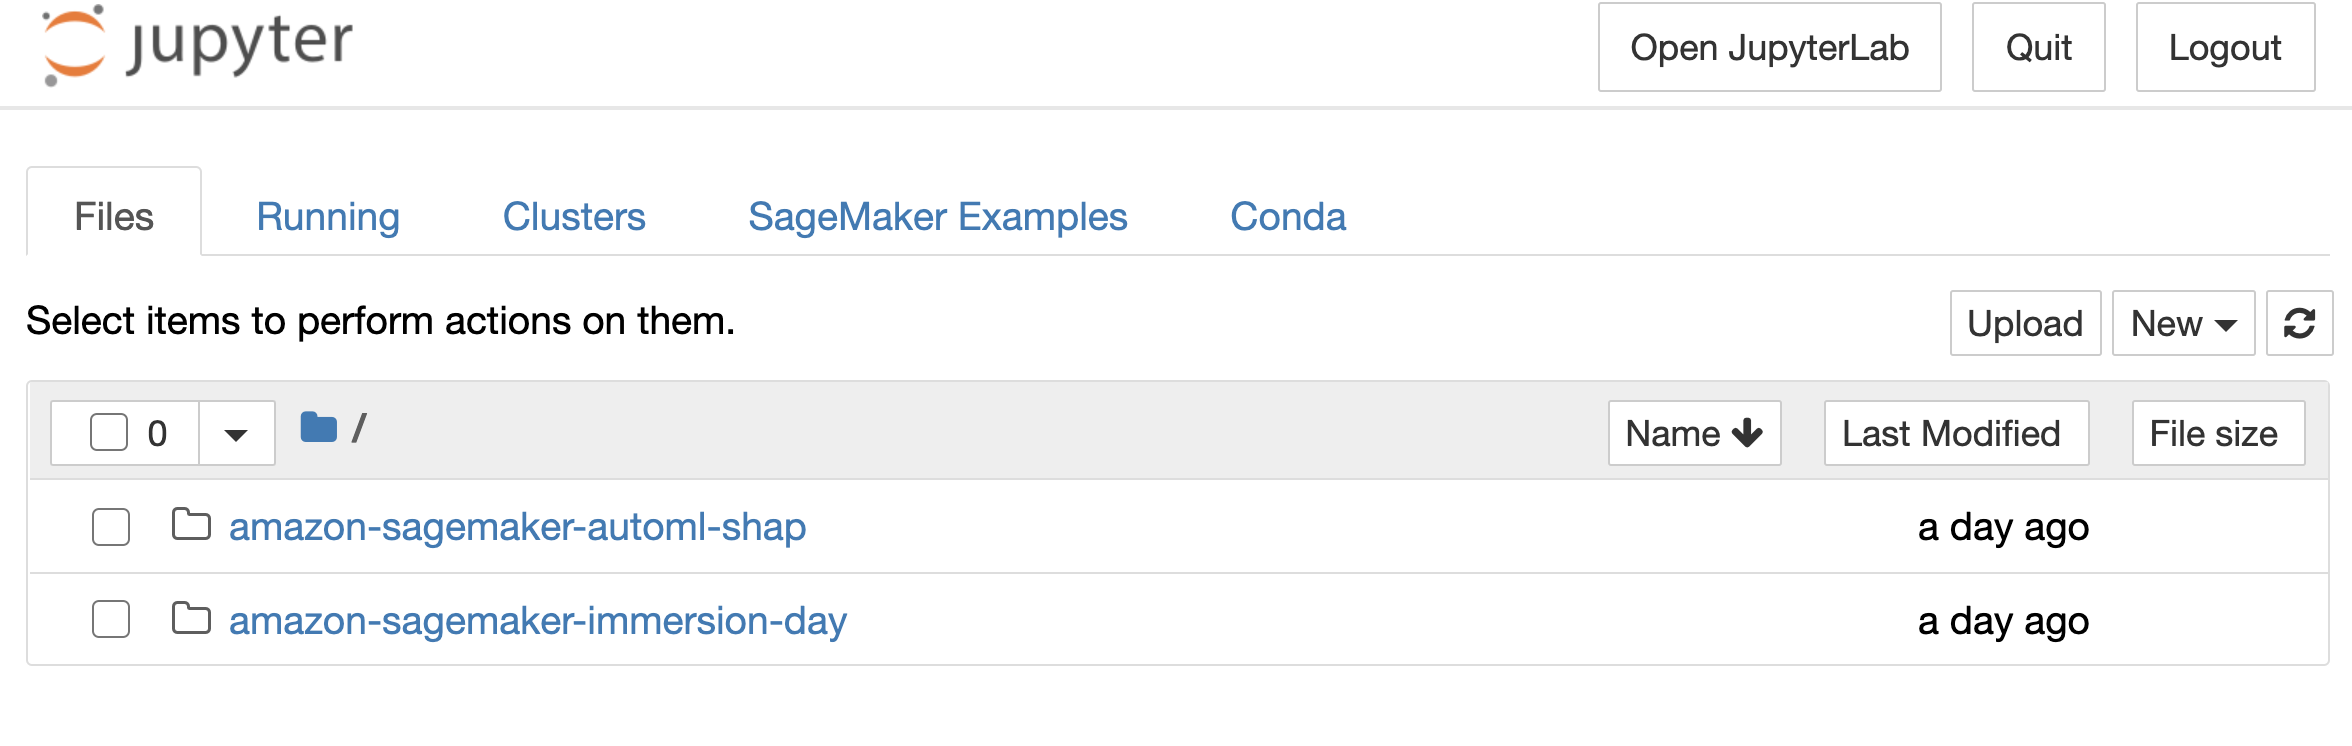 jupyter Open JupyterLab Quit Logout
Files Running Clusters SageMaker Examples Conda
Select items to perform actions on them. Upload New
0 / Name Last Modified File size
amazon-sagemaker-automl-shap a day ago
amazon-sagemaker-immersion-day a day ago